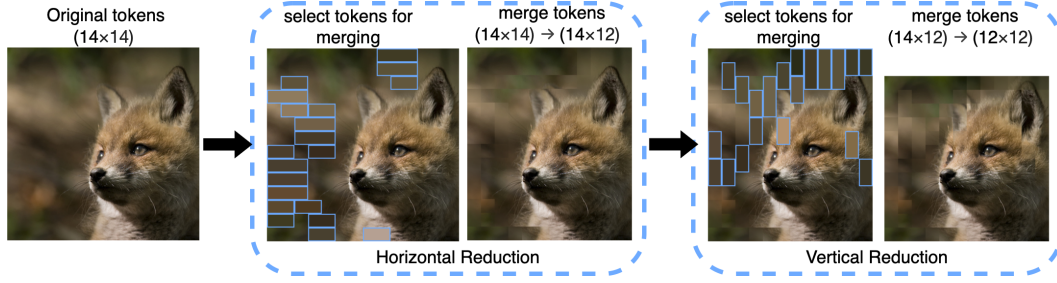 Original tokens
(14×14)
select tokens for
merging
merge tokens
(14×14) → (14×12)
Horizontal Reduction
select tokens for
merging
merge tokens
(14×12) → (12×12)
Vertical Reduction